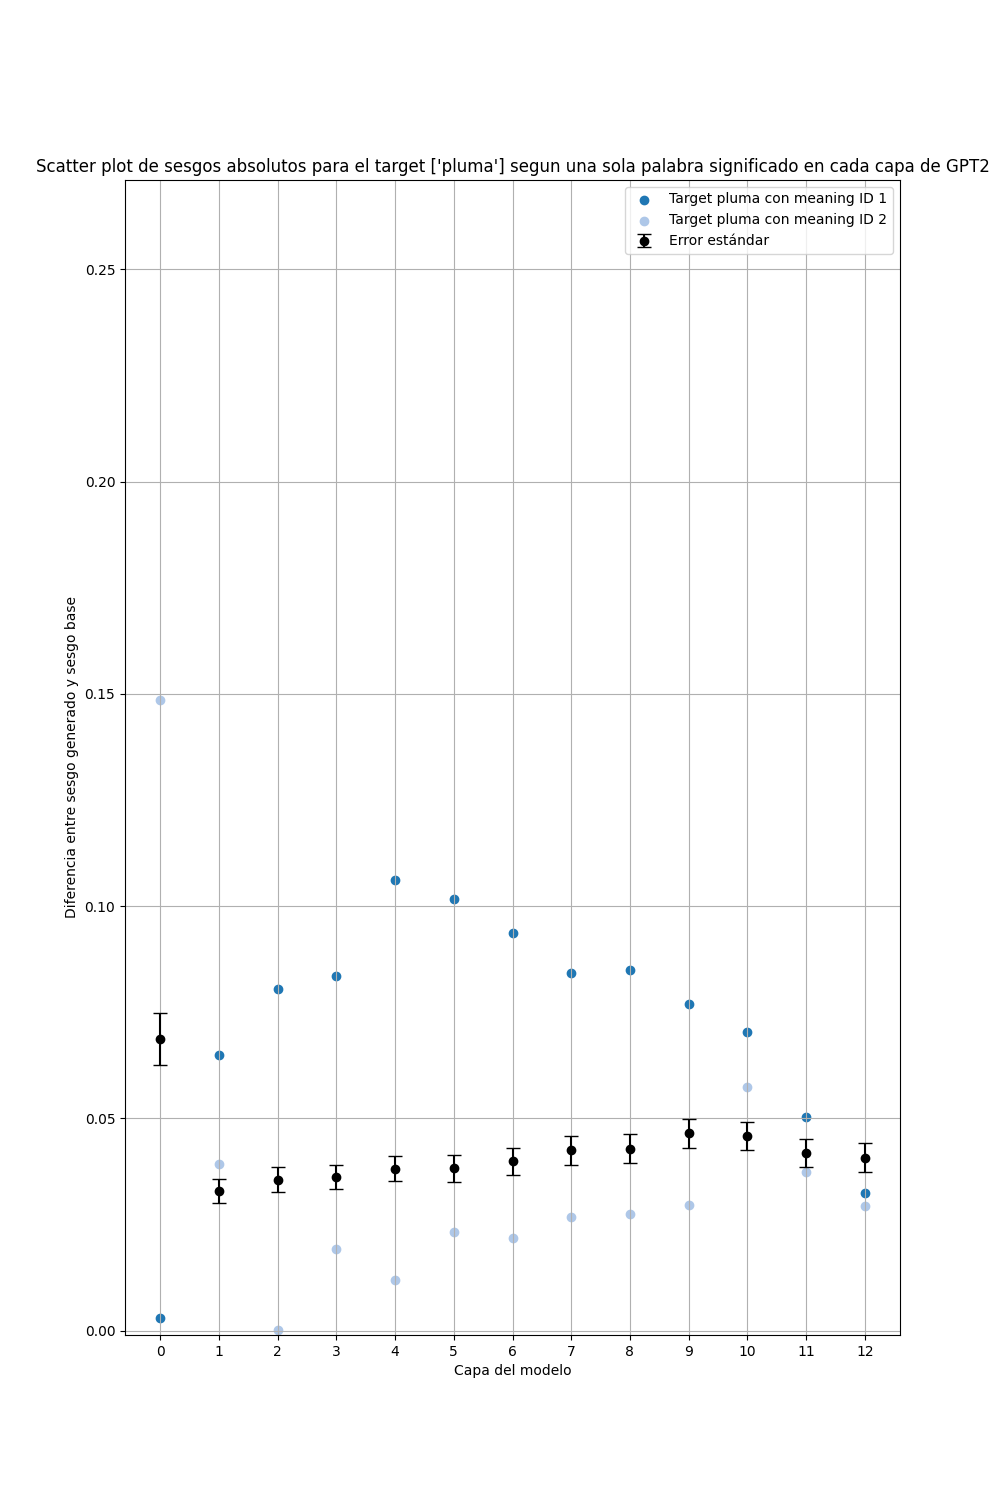 Scatter plot de sesgos absolutos para el target ['pluma'] segun una sola palabra significado en cada capa de GPT2
Target pluma con meaning ID 1
Target pluma con meaning ID 2
Error estándar
0.25
0.20
0.15
0.10
0.05
0.00
Diferencia entre sesgo generado y sesgo base
0 1 2 3 4 5 6 7 8 9 10 11 12
Capa del modelo